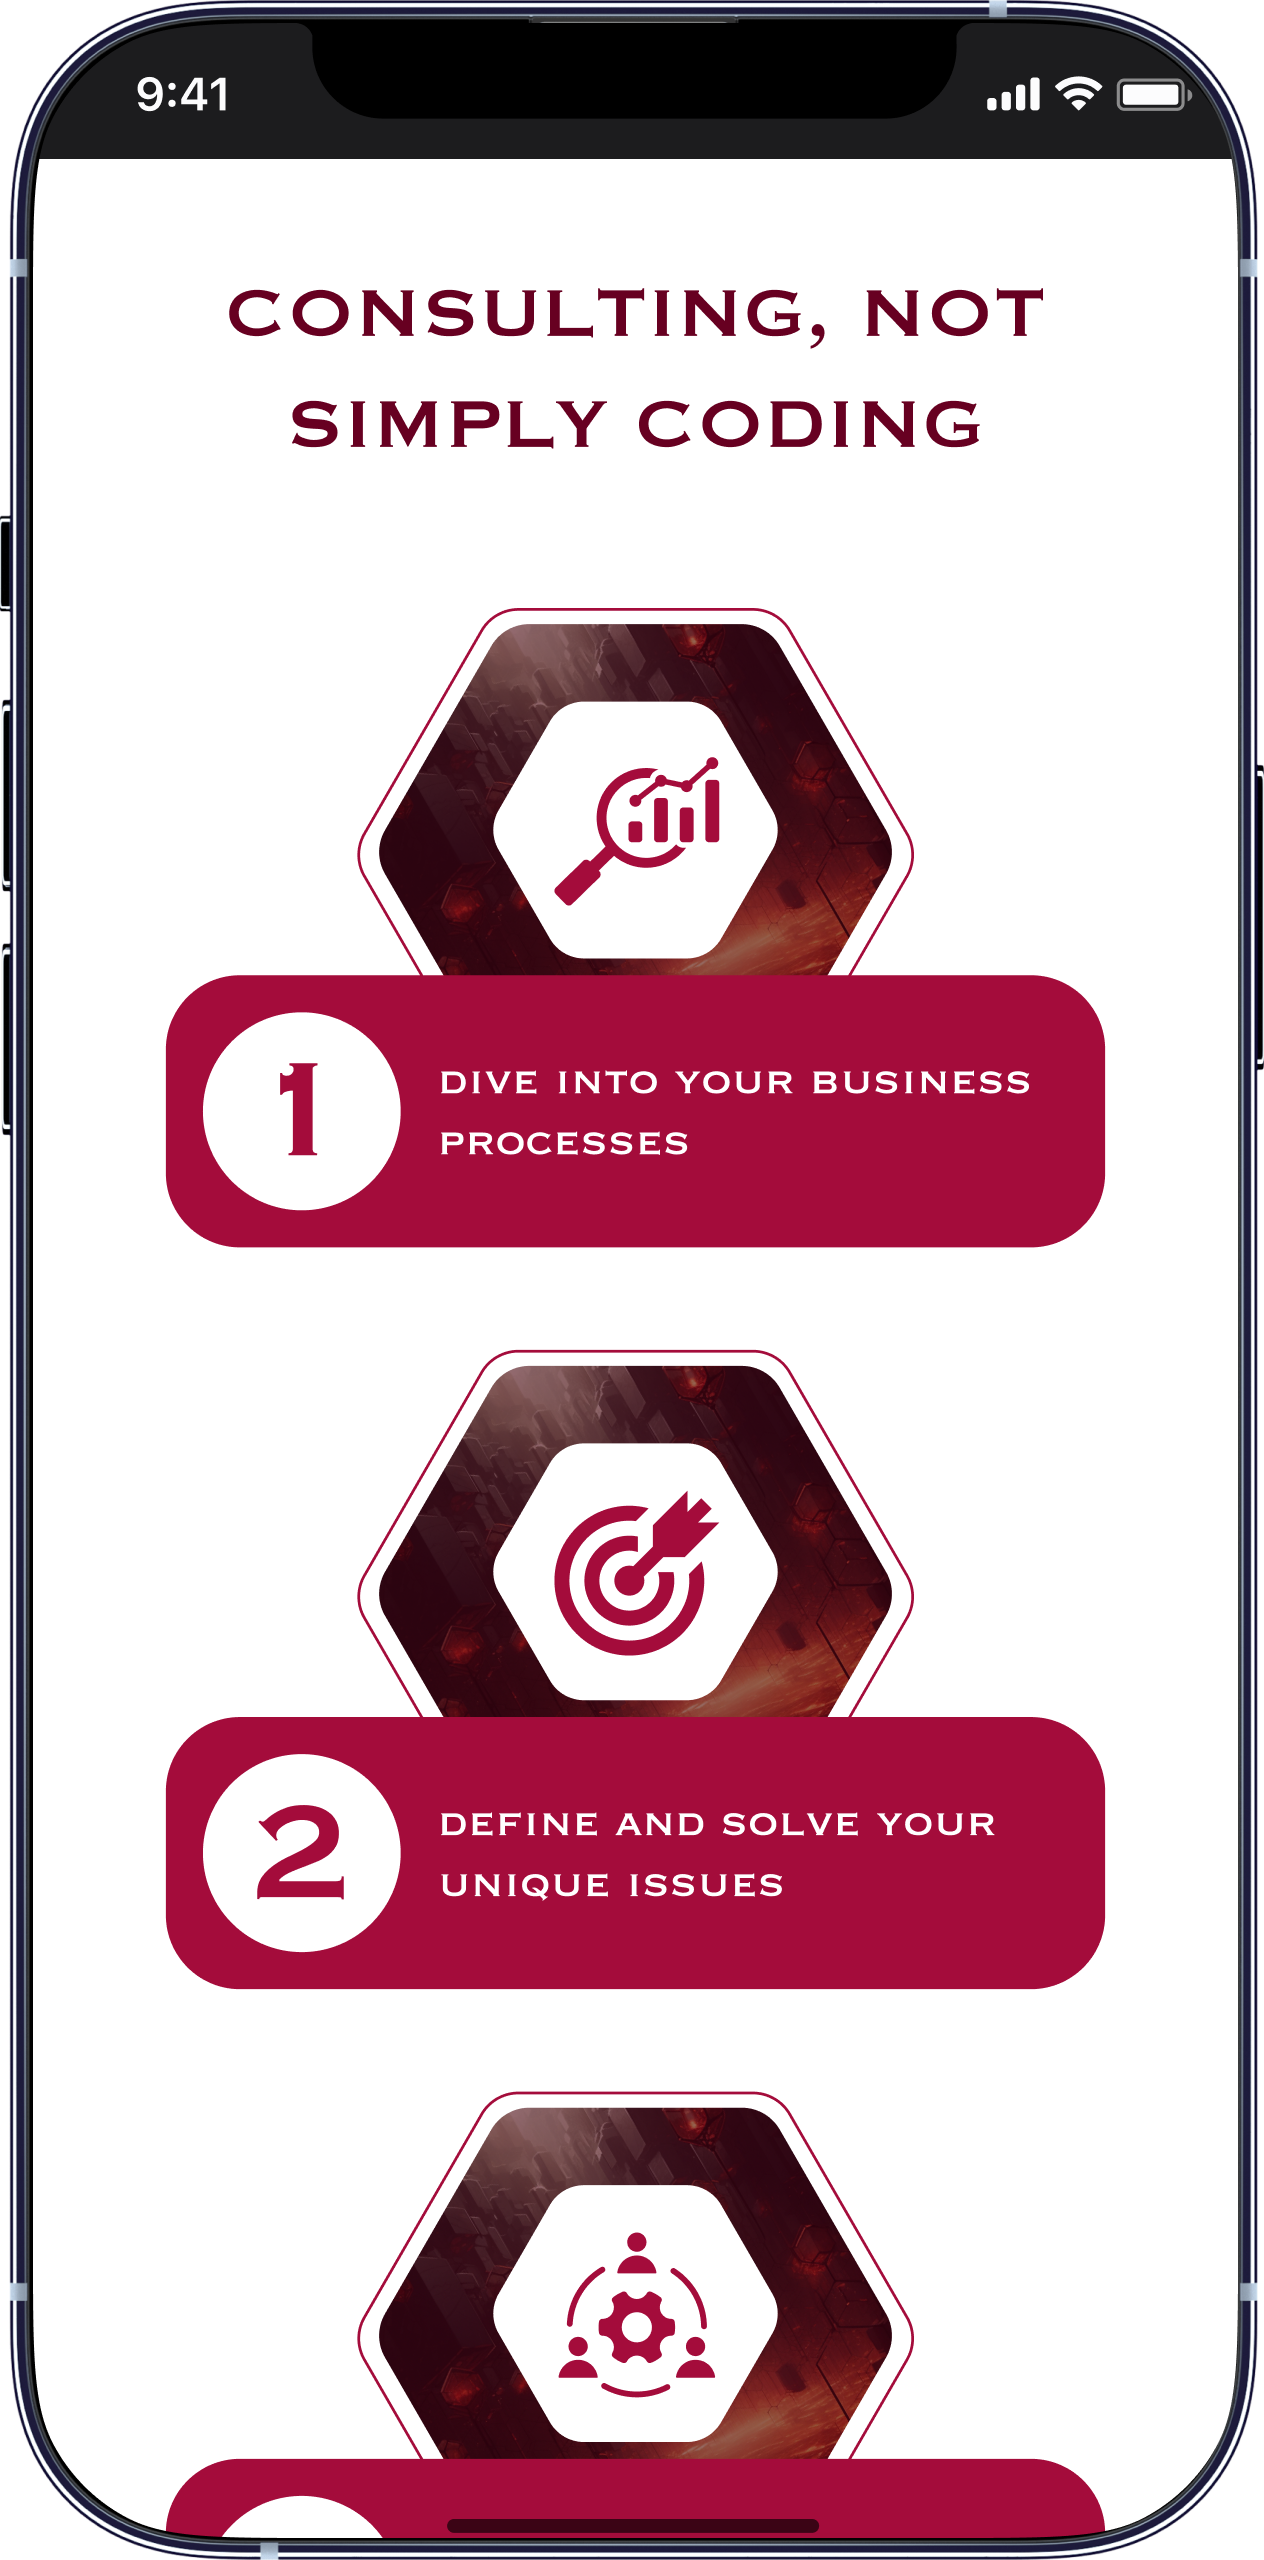 9:41
CONSULTING, NOT
SIMPLY CODING
1
DIVE INTO YOUR BUSINESS
PROCESSES
2
DEFINE AND SOLVE YOUR
UNIQUE ISSUES